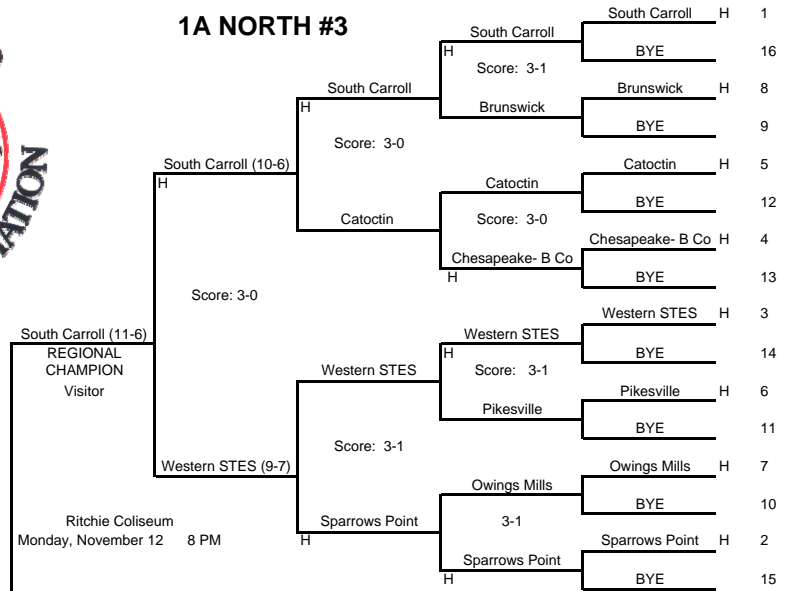 1A NORTH #3
South Carroll H 1
South Carroll
BYE 16
H
Score: 3-1
South Carroll
Brunswick H 8
Brunswick
H
BYE 9
Score: 3-0
South Carroll (10-6)
Catoctin H 5
H
Catoctin
BYE 12
Catoctin
Score: 3-0
Chesapeake- B Co H 4
Chesapeake- B Co
H
BYE 13
Score: 3-0
Western STES H 3
South Carroll (11-6)
Western STES
REGIONAL
CHAMPION
Visitor
H
BYE 14
Western STES
Score: 3-1
Pikesville H 6
Pikesville
BYE 11
Score: 3-1
Western STES (9-7)
Owings Mills H 7
Owings Mills
BYE 10
Ritchie Coliseum
Sparrows Point
3-1
Monday, November 12 8 PM
H
Sparrows Point H 2
Sparrows Point
H
BYE 15